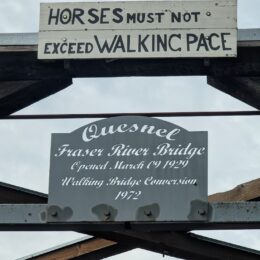 HORSES MUST NOT
EXCEED WALKING PACE
Quesnel
Fraser River Bridge
Opened March 09 1929
Walking Bridge Conversion
1972